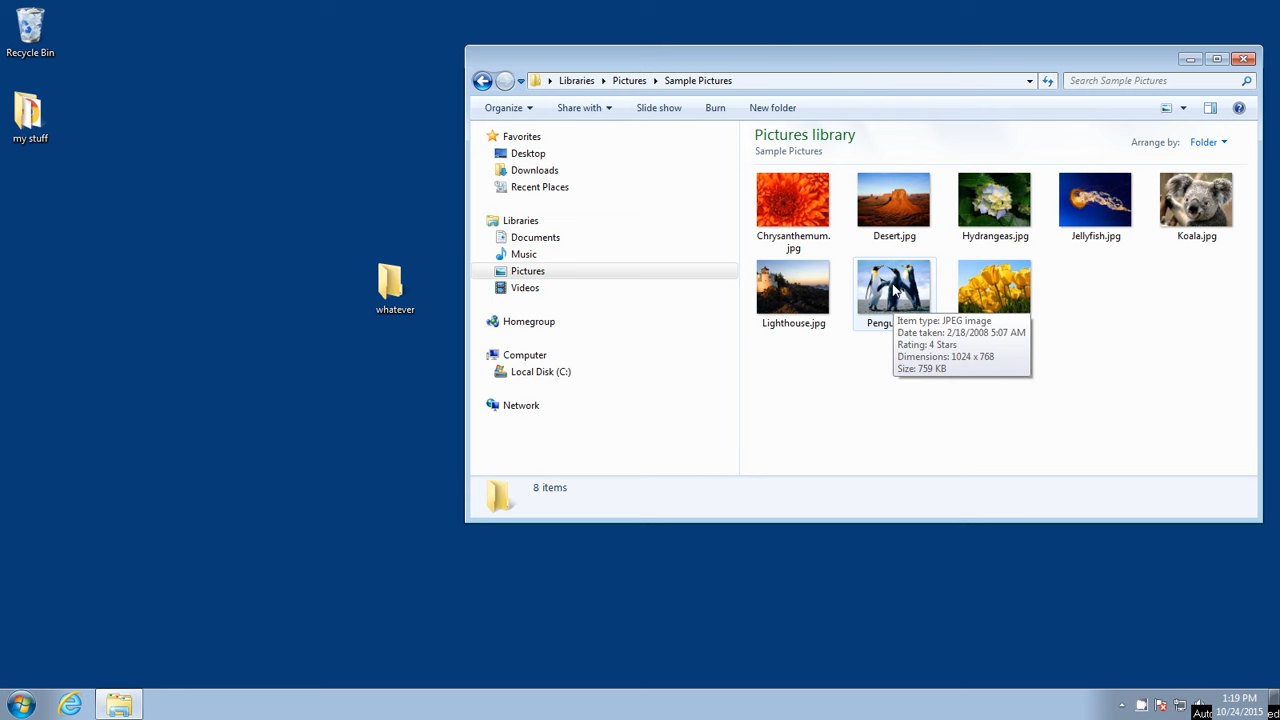 Recycle Bin
my stuff
whatever
Libraries
Pictures
Sample Pictures
Search Sample Pictures
Organize
Share with
Slide show
Burn
New folder
Favorites
Desktop
Downloads
Recent Places
Libraries
Documents
Music
Pictures
Videos
Homegroup
Computer
Local Disk (C:)
Network
Pictures library
Sample Pictures
Arrange by:
Folder
Chrysanthemum.
jpg
Desert.jpg
Hydrangeas.jpg
Jellyfish.jpg
Koala.jpg
Lighthouse.jpg
Item type: JPEG image
Date taken: 2/18/2008 5:07 AM
Rating: 4 Stars
Dimensions: 1024 x 768
Size: 759 KB
8 items
1:19 PM
10/24/2015